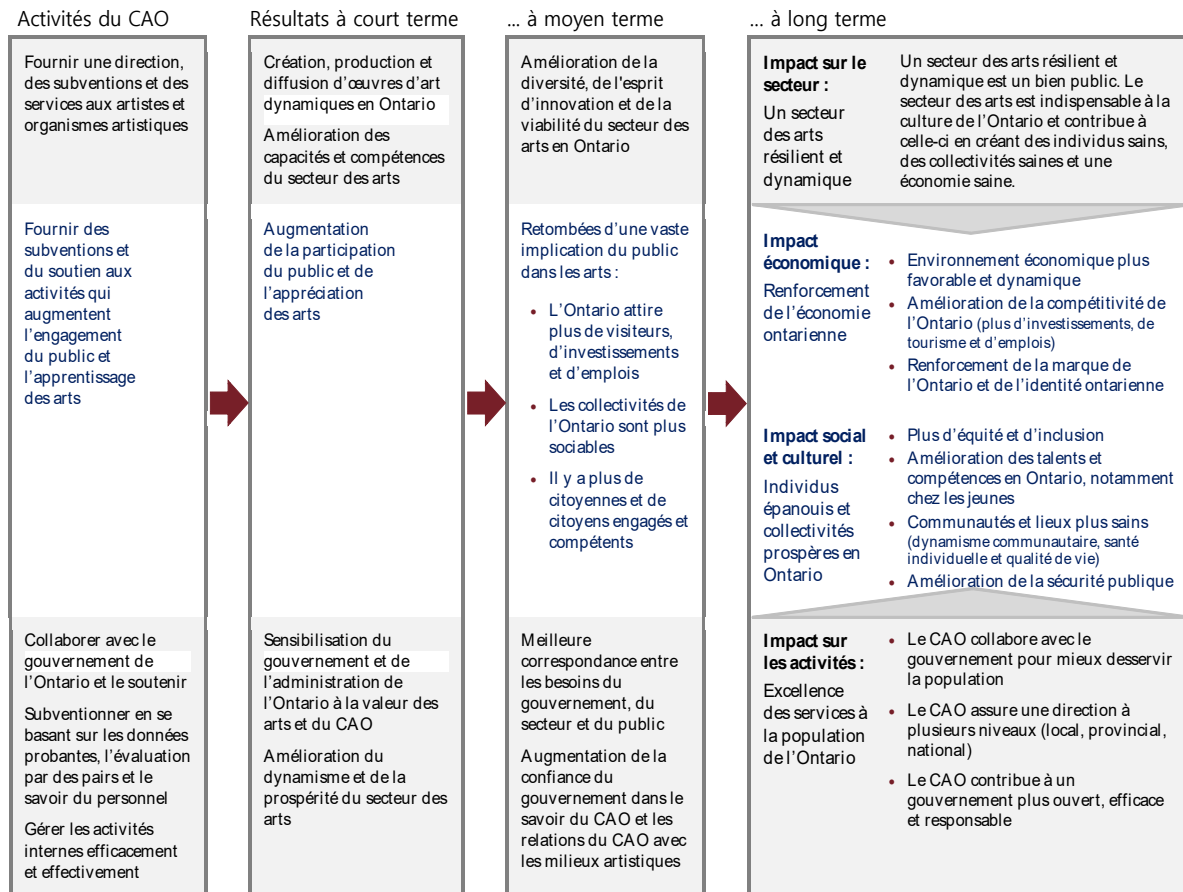 Activités du CAO
Fournir une direction,
des subventions et des
services aux artistes et
organismes artistiques
Fournir des
subventions et
du soutien aux
activités qui
augmentent
l'engagement
du public et
l'apprentissage
des arts
Collaborer avec le
gouvernement de
l'Ontario et le soutenir
Subventionner en se
basant sur les données
probantes, l'évaluation
par des pairs et le
savoir du personnel
Gérer les activités
internes efficacement
et effectivement
Résultats à court terme
Création, production et
diffusion d'œuvres d'art
dynamiques en Ontario
Amélioration des
capacités et compétences
du secteur des arts
Augmentation
de la participation
du public et de
l'appréciation
des arts
Sensibilisation du
gouvernement et de
l'administration de
l'Ontario à la valeur des
arts et du CAO
Amélioration du
dynamisme et de la
prospérité du secteur des
arts
... à moyen terme
Amélioration de la
diversité, de l'esprit
d'innovation et de la
viabilité du secteur des
arts en Ontario
Retombées d'une vaste
implication du public
dans les arts :
• L'Ontario attire
plus de visiteurs,
d'investissements
et d'emplois
• Les collectivités de
l'Ontario sont plus
sociables
• Il y a plus de
citoyennes et de
citoyens engagés et
compétents
Meilleure
correspondance entre
les besoins du
gouvernement, du
secteur et du public
Augmentation de la
confiance du
gouvernement dans le
savoir du CAO et les
relations du CAO avec
les milieux artistiques
... à long terme
Impact sur le
secteur :
Un secteur
des arts
résilient et
dynamique
Un secteur des arts résilient et
dynamique est un bien public. Le
secteur des arts est indispensable à la
culture de l'Ontario et contribue à
celle-ci en créant des individus sains,
des collectivités saines et une
économie saine.
Impact
économique :
Renforcement
de l'économie
ontarienne
• Environnement économique plus
favorable et dynamique
• Amélioration de la compétitivité de
l'Ontario (plus d'investissements, de
tourisme et d'emplois)
• Renforcement de la marque de
l'Ontario et de l'identité ontarienne
Impact social
et culturel :
Individus
épanouis et
collectivités
prospères en
Ontario
• Plus d'équité et d'inclusion
• Amélioration des talents et
compétences en Ontario, notamment
chez les jeunes
• Communautés et lieux plus sains
(dynamisme communautaire, santé
individuelle et qualité de vie)
• Amélioration de la sécurité publique
Impact sur
les activités :
Excellence
des services à
la population
de l'Ontario
• Le CAO collabore avec le
gouvernement pour mieux desservir
la population
• Le CAO assure une direction à
plusieurs niveaux (local, provincial,
national)
• Le CAO contribue à un
gouvernement plus ouvert, efficace
et responsable